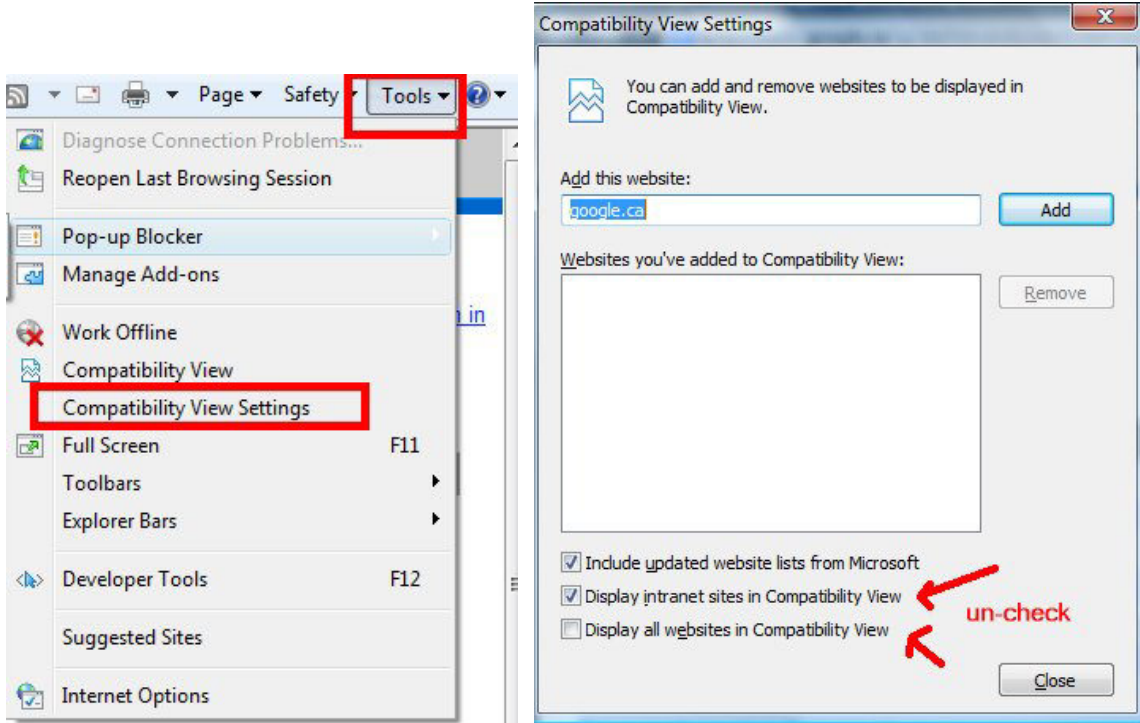 Page Safety Tools
Diagnose Connection Problems...
Reopen Last Browsing Session
Pop-up Blocker
Manage Add-ons
in
Work Offline
Compatibility View
Compatibility View Settings
Full Screen F11
Toolbars
Explorer Bars
Developer Tools F12
Suggested Sites
Internet Options
Compatibility View Settings
You can add and remove websites to be displayed in
Compatibility View.
Add this website:
google.ca Add
Websites you've added to Compatibility View:
Remove
Include updated website lists from Microsoft
Display intranet sites in Compatibility View
un-check
Display all websites in Compatibility View
Close